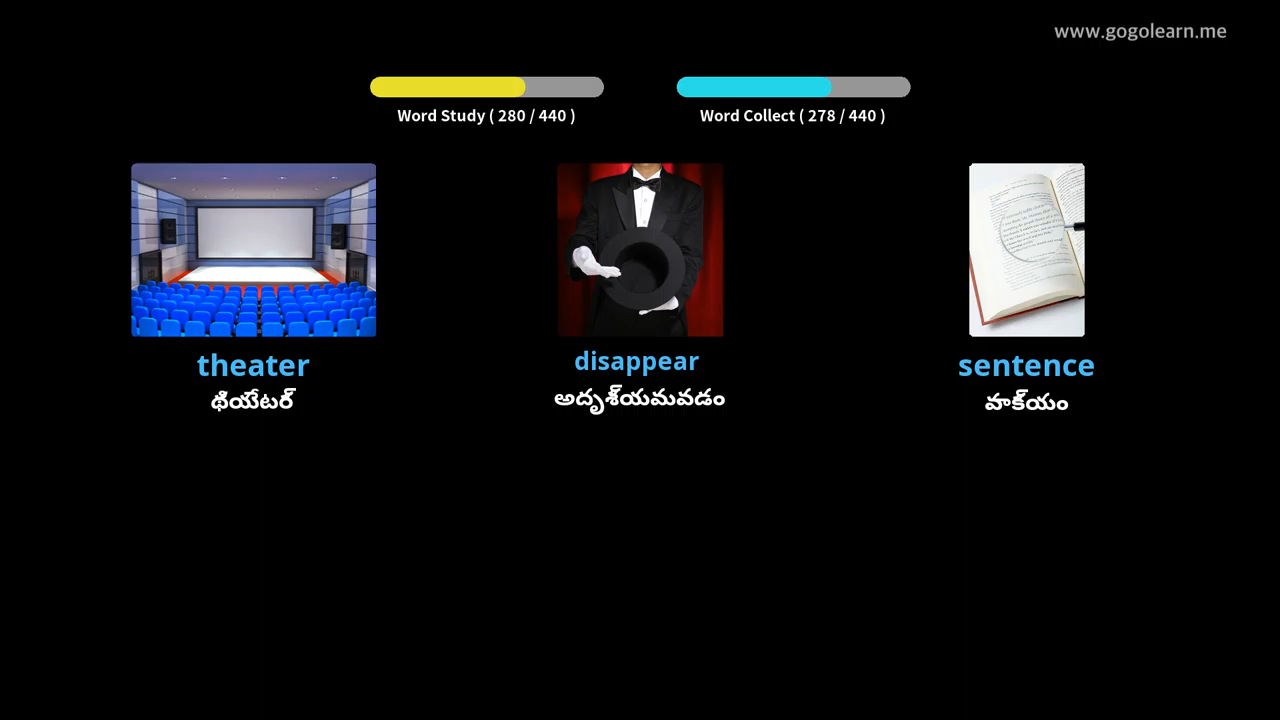 www.gogolearn.me
Word Study ( 280 / 440 )
Word Collect ( 278 / 440 )
theater
థియేటర్
disappear
అదృశ్యమవడం
sentence
వాక్యం